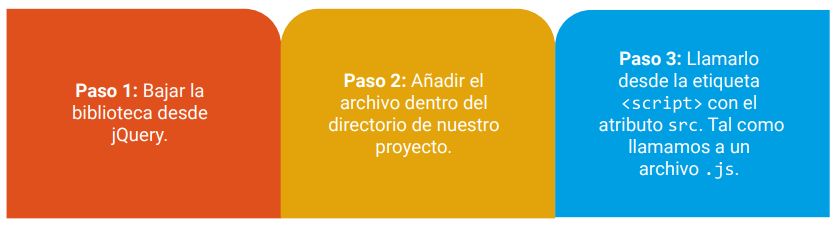 Paso 1: Bajar la
biblioteca desde
jQuery.
Paso 2: Añadir el
archivo dentro del
directorio de nuestro
proyecto.
Paso 3: Llamarlo
desde la etiqueta
<script> con el
atributo src. Tal como
llamamos a un
archivo .js.